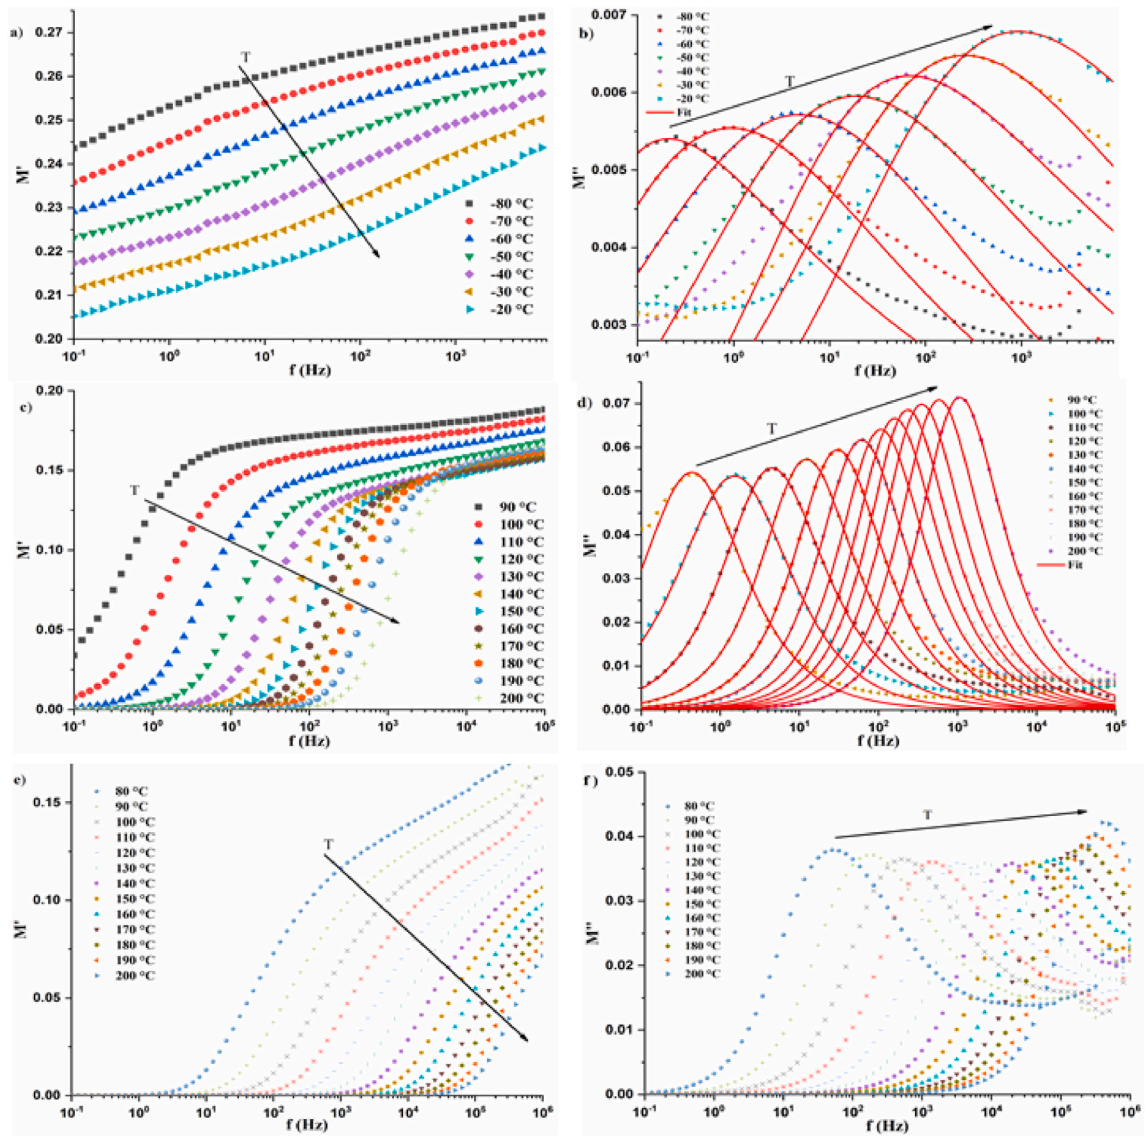 a)
0.27
0.26
0.25
0.24
0.23
0.22
0.21
0.20
M'
T
-80 °C
-70 °C
-60 °C
-50 °C
-40 °C
-30 °C
-20 °C
10⁻¹ 10⁰ 10¹ 10² 10³
f (Hz)
b)
0.007
0.006
0.005
0.004
0.003
M''
T
-80 °C
-70 °C
-60 °C
-50 °C
-40 °C
-30 °C
-20 °C
Fit
10⁻¹ 10⁰ 10¹ 10² 10³
f (Hz)
c)
0.20
0.15
0.10
0.05
0.00
M'
T
90 °C
100 °C
110 °C
120 °C
130 °C
140 °C
150 °C
160 °C
170 °C
180 °C
190 °C
200 °C
10⁻¹ 10⁰ 10¹ 10² 10³ 10⁴ 10⁵
f (Hz)
d)
0.07
0.06
0.05
0.04
0.03
0.02
0.01
0.00
M''
T
90 °C
100 °C
110 °C
120 °C
130 °C
140 °C
150 °C
160 °C
170 °C
180 °C
190 °C
200 °C
Fit
10⁻¹ 10⁰ 10¹ 10² 10³ 10⁴ 10⁵
f (Hz)
e)
0.15
0.10
0.05
0.00
M'
T
80 °C
90 °C
100 °C
110 °C
120 °C
130 °C
140 °C
150 °C
160 °C
170 °C
180 °C
190 °C
200 °C
10⁻¹ 10⁰ 10¹ 10² 10³ 10⁴ 10⁵ 10⁶
f (Hz)
f )
0.05
0.04
0.03
0.02
0.01
0.00
M''
T
80 °C
90 °C
100 °C
110 °C
120 °C
130 °C
140 °C
150 °C
160 °C
170 °C
180 °C
190 °C
200 °C
10⁻¹ 10⁰ 10¹ 10² 10³ 10⁴ 10⁵ 10⁶
f (Hz)